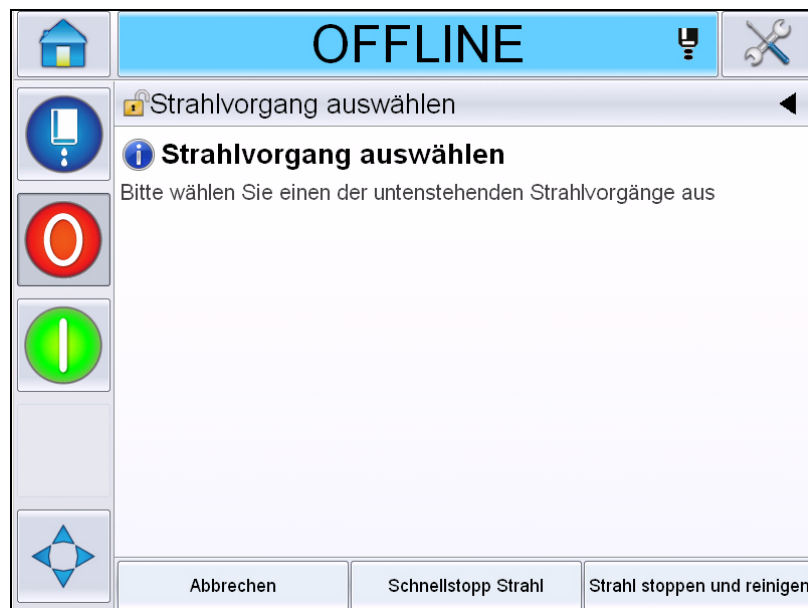 OFFLINE
Strahlvorgang auswählen
Strahlvorgang auswählen
Bitte wählen Sie einen der untenstehenden Strahlvorgänge aus
Abbrechen
Schnellstopp Strahl
Strahl stoppen und reinigen